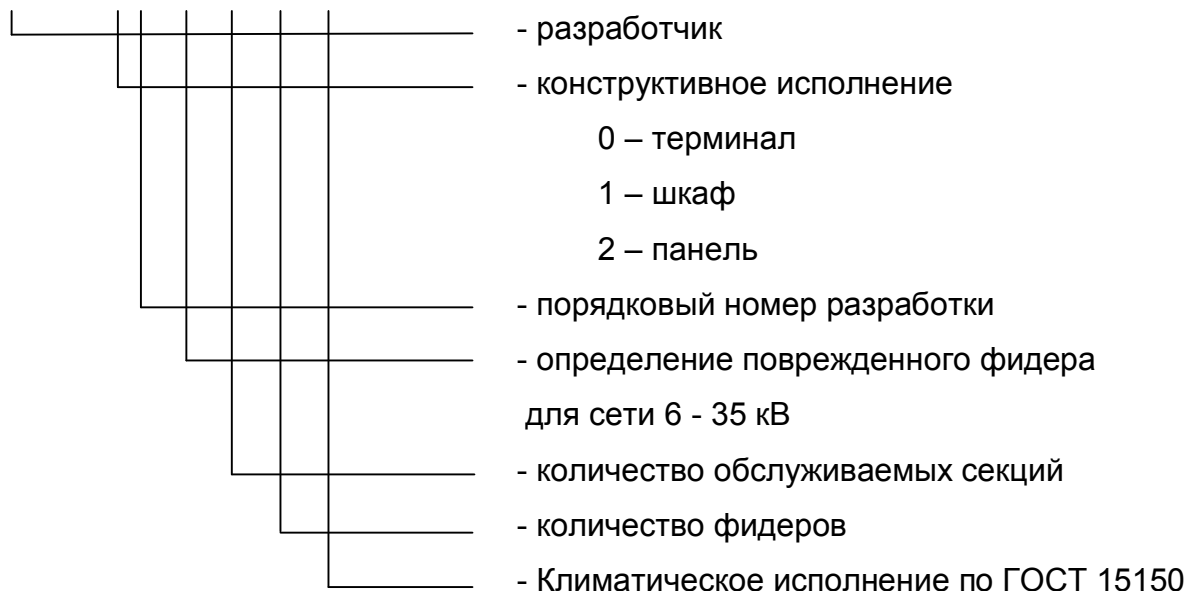 - разработчик
- конструктивное исполнение
0 – терминал
1 – шкаф
2 – панель
- порядковый номер разработки
- определение поврежденного фидера
для сети 6 - 35 кВ
- количество обслуживаемых секций
- количество фидеров
- Климатическое исполнение по ГОСТ 15150